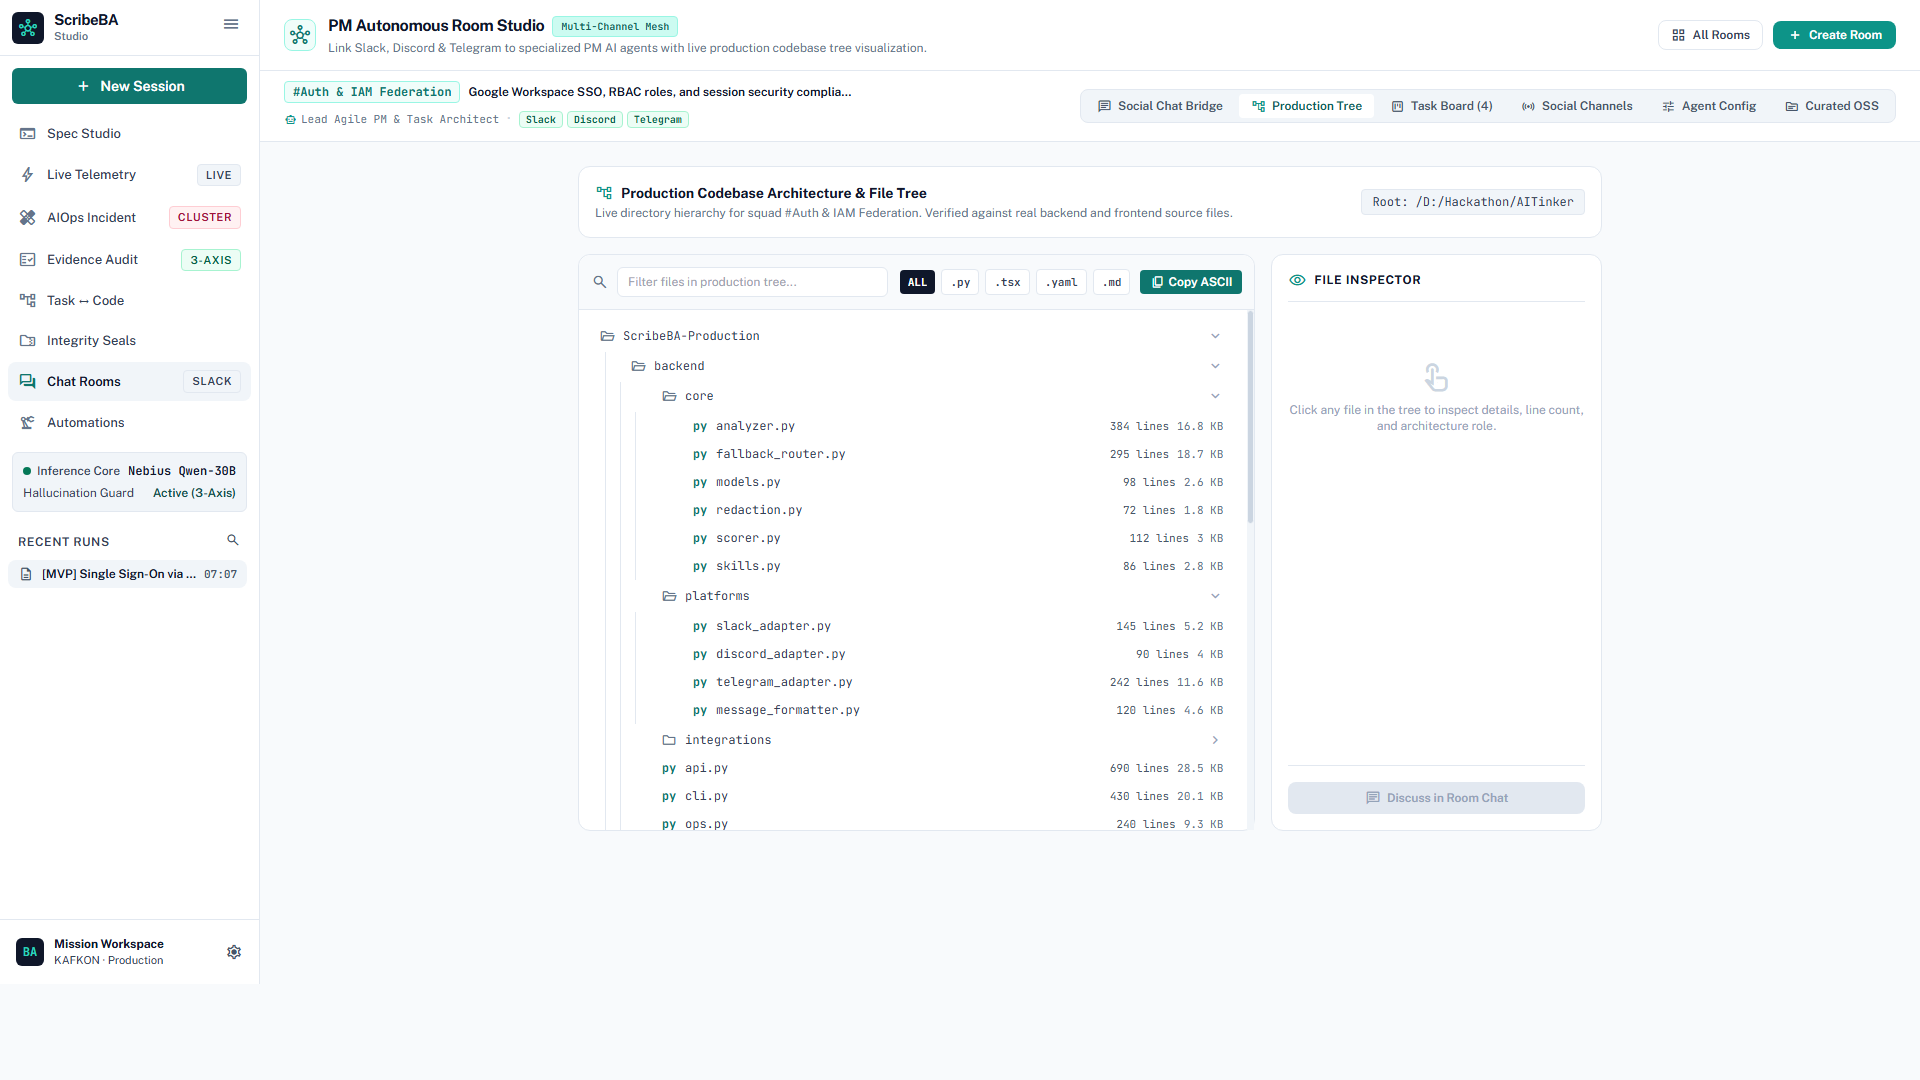 ScribeBA
Studio
New Session
Spec Studio
Live Telemetry LIVE
AIOps Incident CLUSTER
Evidence Audit 3-AXIS
Task ↔ Code
Integrity Seals
Chat Rooms SLACK
Automations
Inference Core Nebius Qwen-30B
Hallucination Guard Active (3-Axis)
RECENT RUNS
[MVP] Single Sign-On via ... 07:07
BA
Mission Workspace
KAFKON · Production
PM Autonomous Room Studio Multi-Channel Mesh
Link Slack, Discord & Telegram to specialized PM AI agents with live production codebase tree visualization.
All Rooms
Create Room
#Auth & IAM Federation Google Workspace SSO, RBAC roles, and session security complia...
Lead Agile PM & Task Architect · Slack Discord Telegram
Social Chat Bridge
Production Tree
Task Board (4)
Social Channels
Agent Config
Curated OSS
Production Codebase Architecture & File Tree
Live directory hierarchy for squad #Auth & IAM Federation. Verified against real backend and frontend source files.
Root: /D:/Hackathon/AITinker
Filter files in production tree...
ALL .py .tsx .yaml .md Copy ASCII
ScribeBA-Production
backend
core
py analyzer.py 384 lines 16.8 KB
py fallback_router.py 295 lines 18.7 KB
py models.py 98 lines 2.6 KB
py redaction.py 72 lines 1.8 KB
py scorer.py 112 lines 3 KB
py skills.py 86 lines 2.8 KB
platforms
py slack_adapter.py 145 lines 5.2 KB
py discord_adapter.py 90 lines 4 KB
py telegram_adapter.py 242 lines 11.6 KB
py message_formatter.py 120 lines 4.6 KB
integrations
py api.py 690 lines 28.5 KB
py cli.py 430 lines 20.1 KB
py ops.py 240 lines 9.3 KB
FILE INSPECTOR
Click any file in the tree to inspect details, line count,
and architecture role.
Discuss in Room Chat